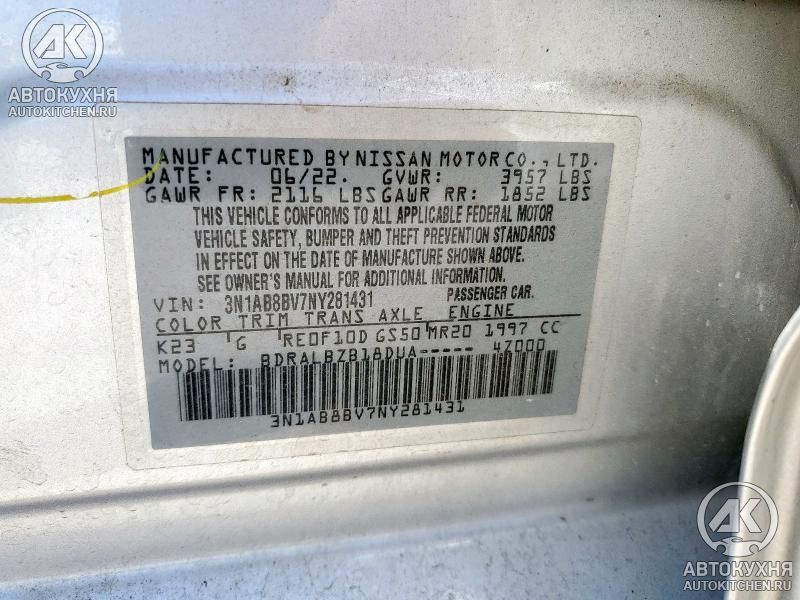 АК
АВТОКУХНЯ
AUTOKITCHEN.RU
MANUFACTURED BY NISSAN MOTOR CO., LTD.
DATE: 06/22. GVWR: 3957 LBS
GAWR FR: 2116 LBS GAWR RR: 1852 LBS
THIS VEHICLE CONFORMS TO ALL APPLICABLE FEDERAL MOTOR
VEHICLE SAFETY, BUMPER AND THEFT PREVENTION STANDARDS
IN EFFECT ON THE DATE OF MANUFACTURE SHOWN ABOVE.
SEE OWNER'S MANUAL FOR ADDITIONAL INFORMATION.
VIN: 3N1AB8BV7NY281431 PASSENGER CAR.
COLOR TRIM TRANS AXLE ENGINE
K23 G RE0F10D GS50 MR20 1997 CC
MODEL: BDRALBZB18DUA----- 4Z000
3N1AB8BV7NY281431
АК
АВТОКУХНЯ
AUTOKITCHEN.RU